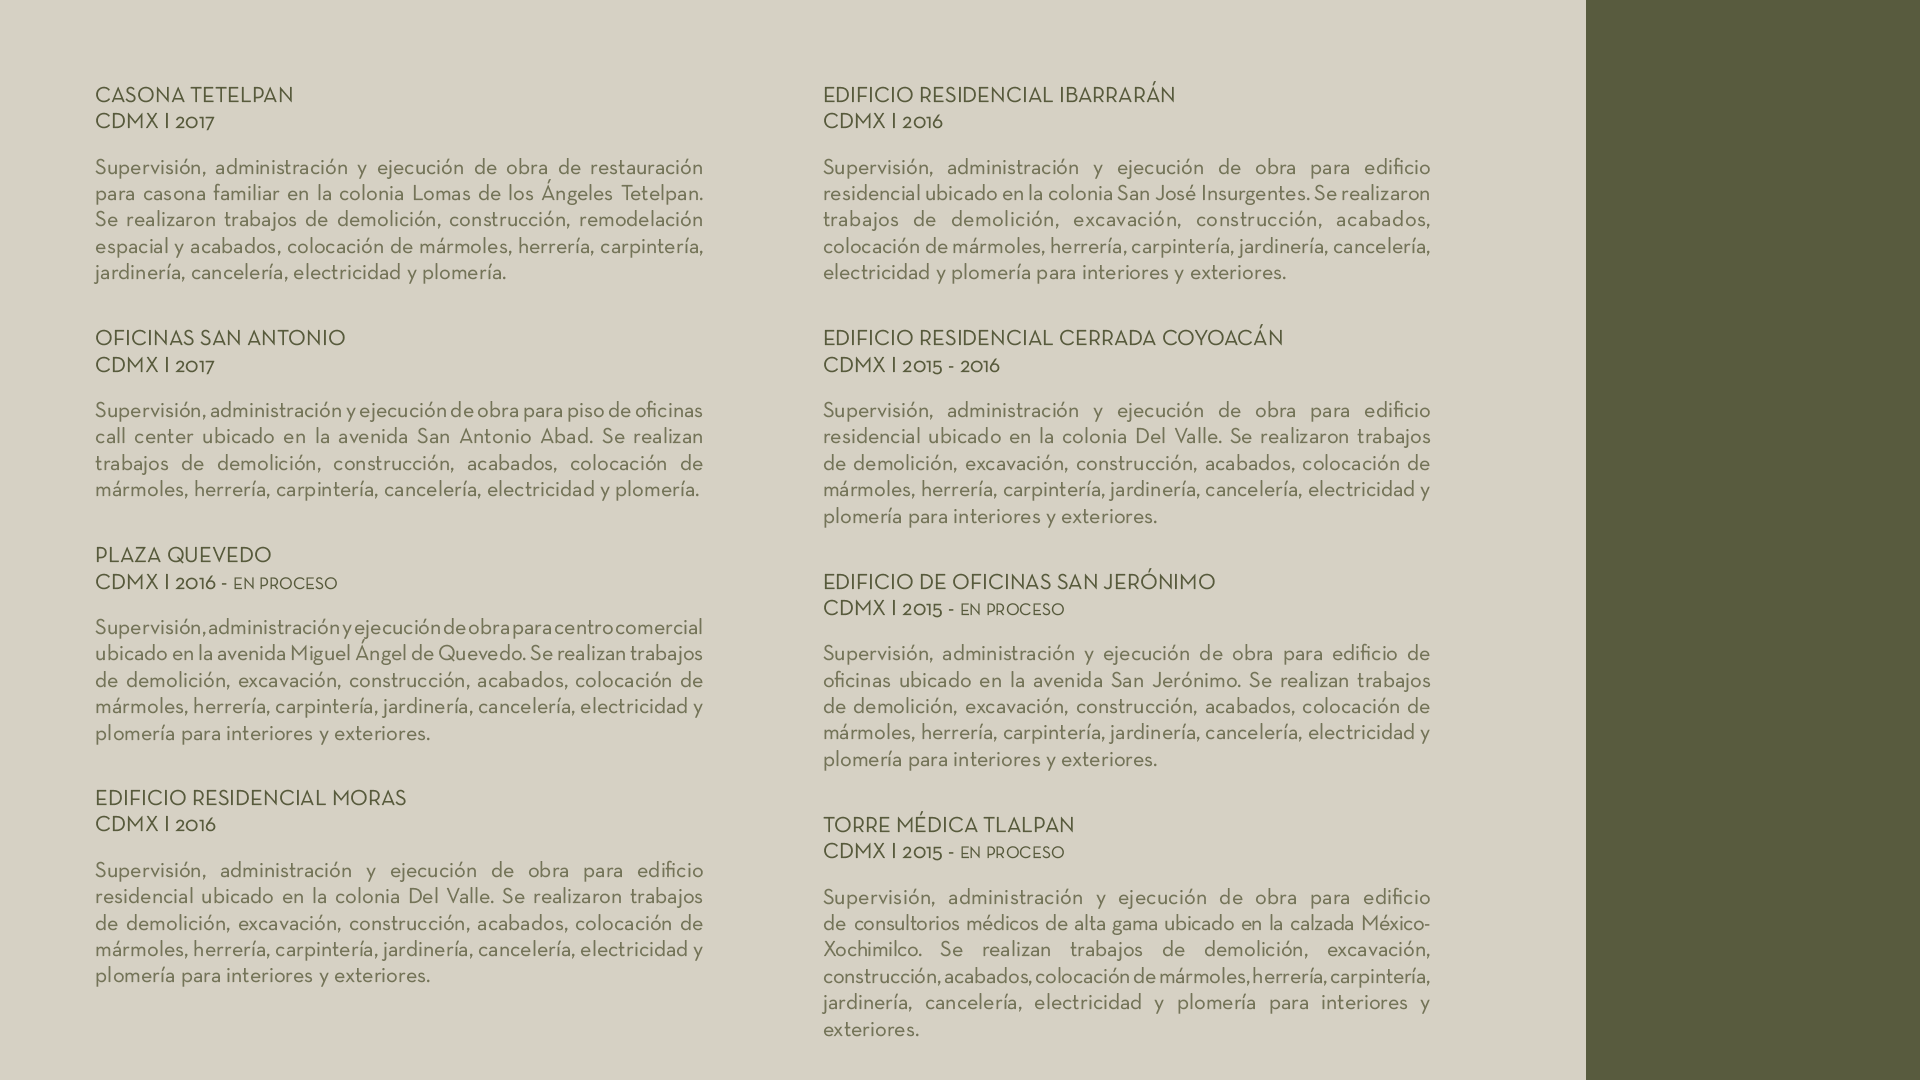 CASONA TETELPAN
CDMX | 2017
Supervisión, administración y ejecución de obra de restauración
para casona familiar en la colonia Lomas de los Ángeles Tetelpan.
Se realizaron trabajos de demolición, construcción, remodelación
espacial y acabados, colocación de mármoles, herrería, carpintería,
jardinería, cancelería, electricidad y plomería.
OFICINAS SAN ANTONIO
CDMX | 2017
Supervisión, administración y ejecución de obra para piso de oficinas
call center ubicado en la avenida San Antonio Abad. Se realizan
trabajos de demolición, construcción, acabados, colocación de
mármoles, herrería, carpintería, cancelería, electricidad y plomería.
PLAZA QUEVEDO
CDMX | 2016 - EN PROCESO
Supervisión, administración y ejecución de obra para centro comercial
ubicado en la avenida Miguel Ángel de Quevedo. Se realizan trabajos
de demolición, excavación, construcción, acabados, colocación de
mármoles, herrería, carpintería, jardinería, cancelería, electricidad y
plomería para interiores y exteriores.
EDIFICIO RESIDENCIAL MORAS
CDMX | 2016
Supervisión, administración y ejecución de obra para edificio
residencial ubicado en la colonia Del Valle. Se realizaron trabajos
de demolición, excavación, construcción, acabados, colocación de
mármoles, herrería, carpintería, jardinería, cancelería, electricidad y
plomería para interiores y exteriores.
EDIFICIO RESIDENCIAL IBARRARÁN
CDMX | 2016
Supervisión, administración y ejecución de obra para edificio
residencial ubicado en la colonia San José Insurgentes. Se realizaron
trabajos de demolición, excavación, construcción, acabados,
colocación de mármoles, herrería, carpintería, jardinería, cancelería,
electricidad y plomería para interiores y exteriores.
EDIFICIO RESIDENCIAL CERRADA COYOACÁN
CDMX | 2015 - 2016
Supervisión, administración y ejecución de obra para edificio
residencial ubicado en la colonia Del Valle. Se realizaron trabajos
de demolición, excavación, construcción, acabados, colocación de
mármoles, herrería, carpintería, jardinería, cancelería, electricidad y
plomería para interiores y exteriores.
EDIFICIO DE OFICINAS SAN JERÓNIMO
CDMX | 2015 - EN PROCESO
Supervisión, administración y ejecución de obra para edificio de
oficinas ubicado en la avenida San Jerónimo. Se realizan trabajos
de demolición, excavación, construcción, acabados, colocación de
mármoles, herrería, carpintería, jardinería, cancelería, electricidad y
plomería para interiores y exteriores.
TORRE MÉDICA TLALPAN
CDMX | 2015 - EN PROCESO
Supervisión, administración y ejecución de obra para edificio
de consultorios médicos de alta gama ubicado en la calzada México-
Xochimilco. Se realizan trabajos de demolición, excavación,
construcción, acabados, colocación de mármoles, herrería, carpintería,
jardinería, cancelería, electricidad y plomería para interiores y
exteriores.